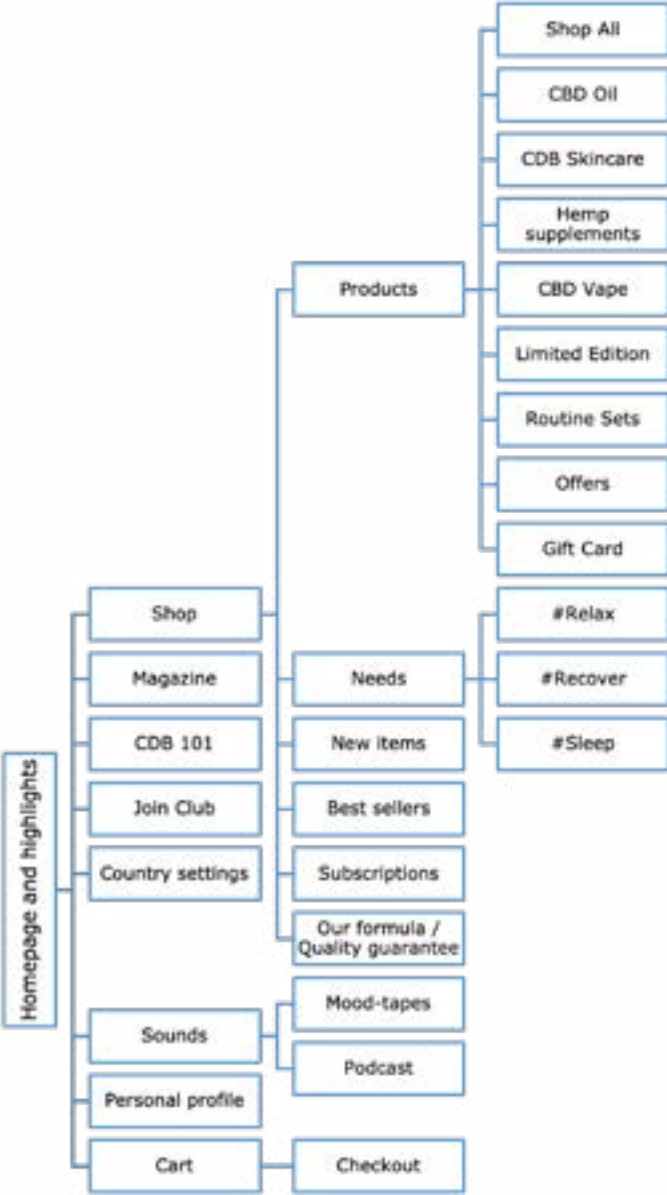 Homepage and highlights
Shop
Products
Shop All
CBD Oil
CDB Skincare
Hemp
supplements
CBD Vape
Limited Edition
Routine Sets
Offers
Gift Card
Needs
#Relax
#Recover
#Sleep
New items
Best sellers
Subscriptions
Our formula /
Quality guarantee
Magazine
CDB 101
Join Club
Country settings
Sounds
Mood-tapes
Podcast
Personal profile
Cart
Checkout